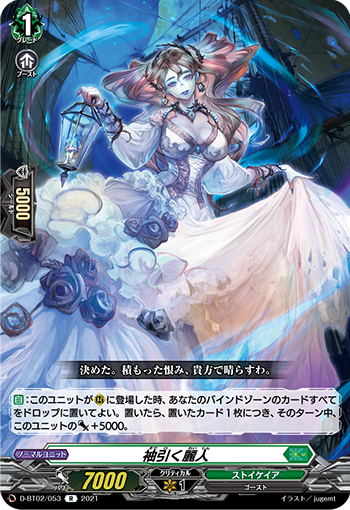 1
グレード
ブースト
5000
シールド
決めた。積もった恨み、貴方で晴らすわ。
自:このユニットがRに登場した時、あなたのバインドゾーンのカードすべ
てをドロップに置いてよい。置いたら、置いたカード1枚につき、そのターン中、
このユニットの+5000。
ノーマルユニット
袖引く麗人
ストイケイア
パワー
7000
クリティカル
1
ゴースト
D-BT02/053 R 2021
イラスト/jugemt